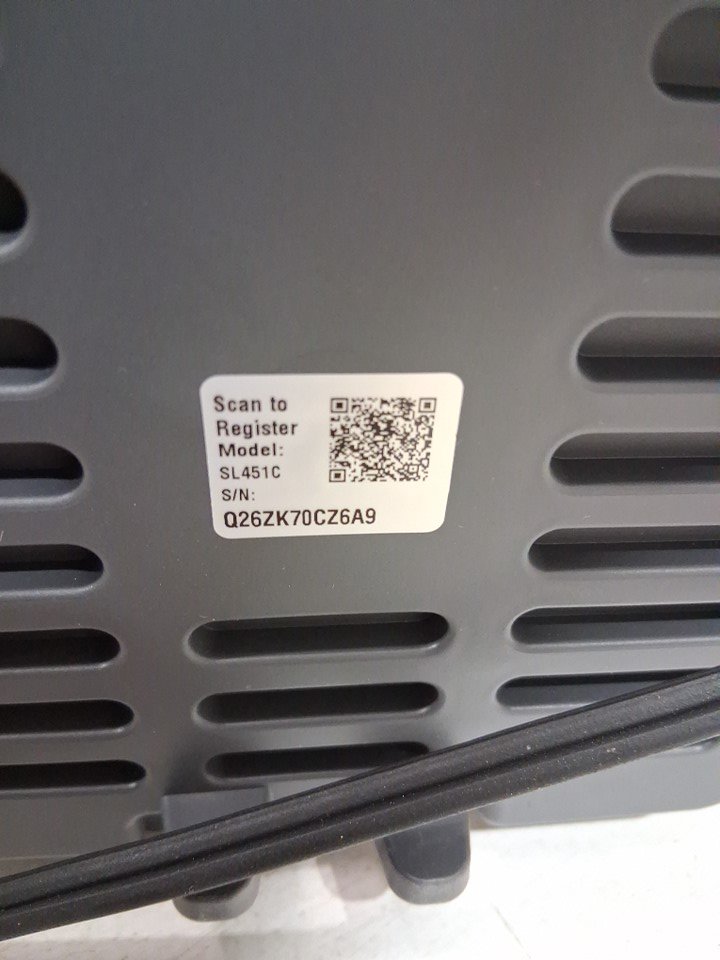 Scan to
Register
Model:
SL451C
S/N:
Q26ZK70CZ6A9